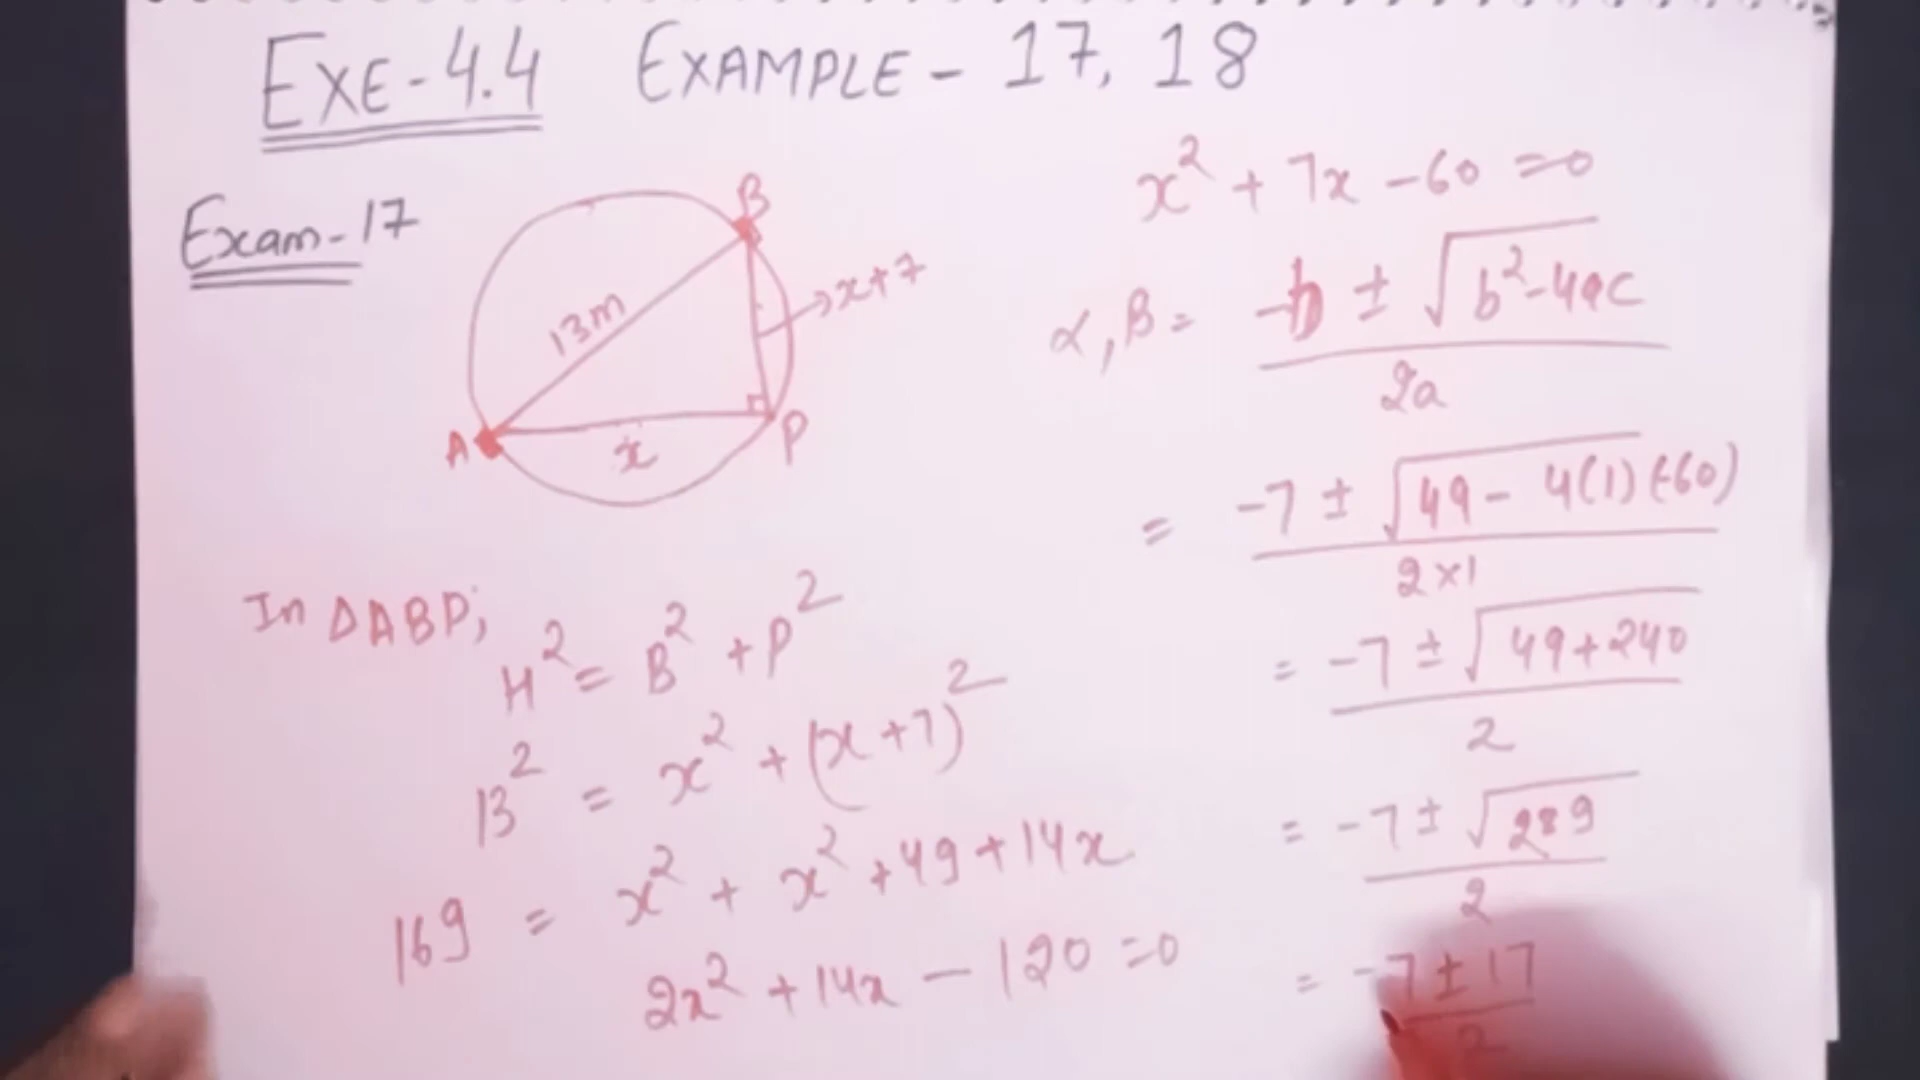 EXE-4.4 EXAMPLE - 17, 18
Exam-17
B
13m
→x+7
A
x
P
In ΔABP;
H² = B² + P²
13² = x² + (x+7)²
169 = x² + x² + 49 + 14x
2x² + 14x - 120 = 0
x² + 7x - 60 = 0
α, β = -b ± √b²-4ac / 2a
= -7 ± √49 - 4(1)(-60) / 2×1
= -7 ± √49+240 / 2
= -7 ± √289 / 2
= -7 ± 17 / 2